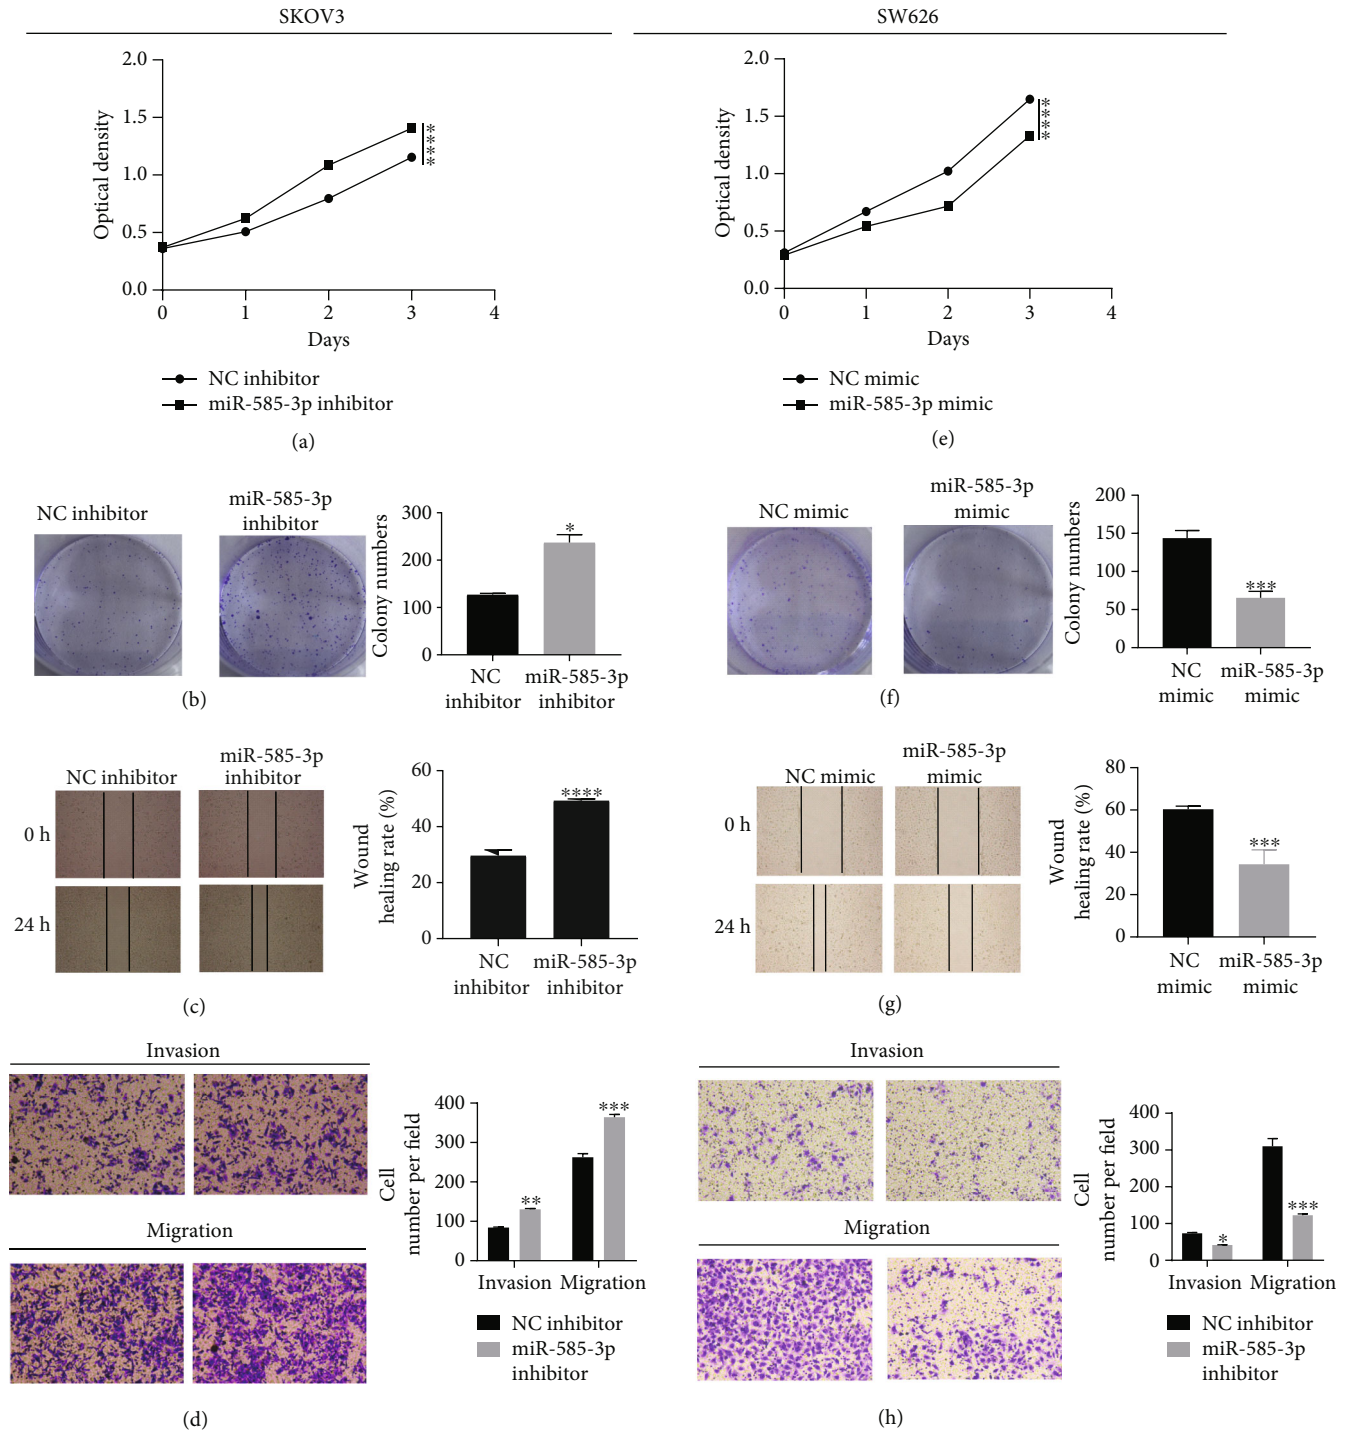 SKOV3
SW626
2.0
1.5
1.0
0.5
0.0
Optical density
****
0 1 2 3 4
Days
NC inhibitor
miR-585-3p inhibitor
(a)
2.0
1.5
1.0
0.5
0.0
Optical density
****
0 1 2 3 4
Days
NC mimic
miR-585-3p mimic
(e)
NC inhibitor
miR-585-3p
inhibitor
300
200
100
0
Colony numbers
*
NC
inhibitor
miR-585-3p
inhibitor
(b)
NC mimic
miR-585-3p
mimic
200
150
100
50
0
Colony numbers
***
NC
mimic
miR-585-3p
mimic
(f)
NC inhibitor
miR-585-3p
inhibitor
0 h
24 h
60
40
20
0
Wound
healing rate (%)
****
NC
inhibitor
miR-585-3p
inhibitor
(c)
NC mimic
miR-585-3p
mimic
0 h
24 h
80
60
40
20
0
Wound
healing rate (%)
***
NC
mimic
miR-585-3p
mimic
(g)
Invasion
Migration
400
300
200
100
0
Cell
number per field
**
***
Invasion Migration
NC inhibitor
miR-585-3p
inhibitor
(d)
Invasion
Migration
400
300
200
100
0
Cell
number per field
*
***
Invasion Migration
NC inhibitor
miR-585-3p
inhibitor
(h)